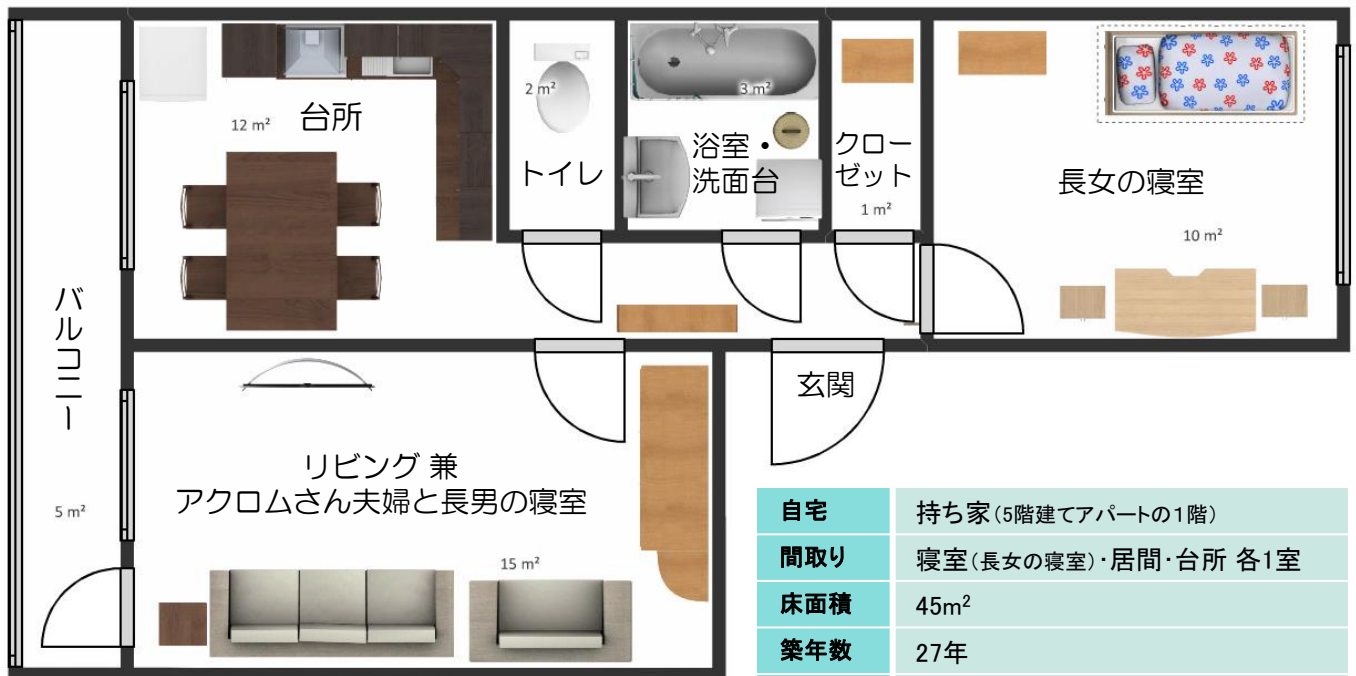 12 m²
台所
2 m²
トイレ
3 m²
浴室・
洗面台
クロー
ゼット
1 m²
長女の寝室
10 m²
バルコニー
5 m²
玄関
リビング 兼
アクロムさん夫婦と長男の寝室
15 m²
自宅 持ち家(5階建てアパートの1階)
間取り 寝室(長女の寝室)・居間・台所 各1室
床面積 45m²
築年数 27年